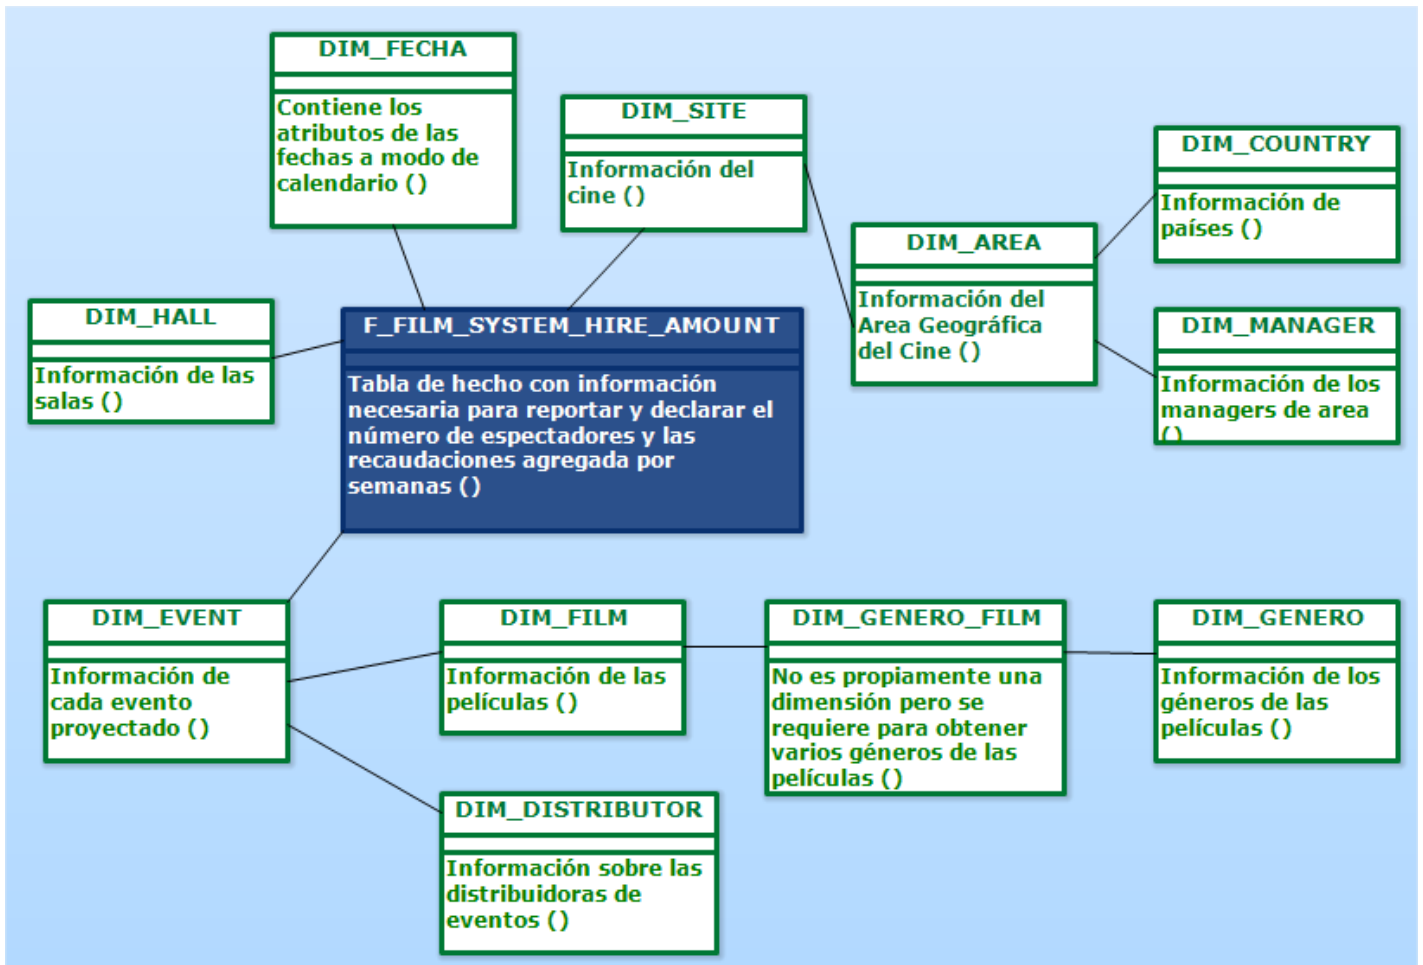 DIM_FECHA
Contiene los
atributos de las
fechas a modo de
calendario ()
DIM_SITE
Información del
cine ()
DIM_COUNTRY
Información de
países ()
DIM_AREA
Información del
Area Geográfica
del Cine ()
DIM_HALL
Información de las
salas ()
F_FILM_SYSTEM_HIRE_AMOUNT
Tabla de hecho con información
necesaria para reportar y declarar el
número de espectadores y las
recaudaciones agregada por
semanas ()
DIM_MANAGER
Información de los
managers de area
()
DIM_EVENT
Información de
cada evento
proyectado ()
DIM_FILM
Información de las
películas ()
DIM_GENERO_FILM
No es propiamente una
dimensión pero se
requiere para obtener
varios géneros de las
películas ()
DIM_GENERO
Información de los
géneros de las
películas ()
DIM_DISTRIBUTOR
Información sobre las
distribuidoras de
eventos ()